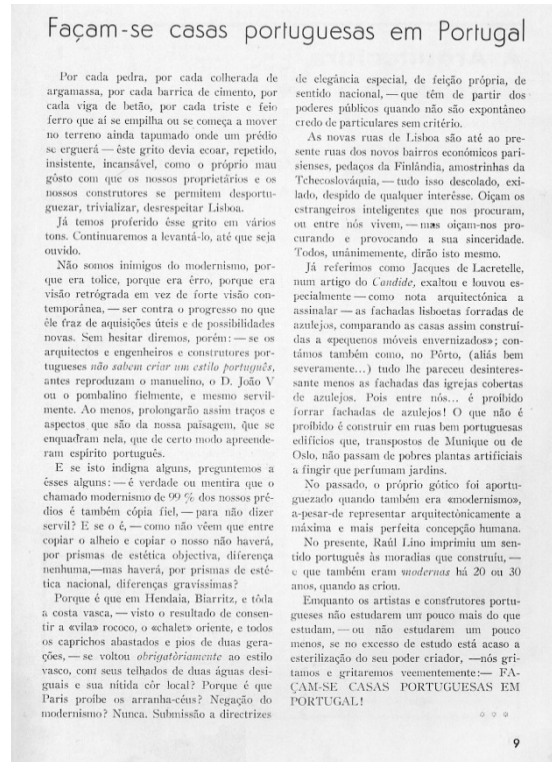 Façam-se casas portuguesas em Portugal
Por cada pedra, por cada colherada de
argamassa, por cada barrica de cimento, por
cada viga de betão, por cada triste e feio
ferro que aí se empilha ou se começa a mover
no terreno ainda tapumado onde um prédio
se erguerá — êste grito devia ecoar, repetido,
insistente, incansável, como o próprio mau
gôsto com que os nossos proprietários e os
nossos construtores se permitem desportu-
guezar, trivializar, desrespeitar Lisboa.
Já temos proferido êsse grito em vários
tons. Continuaremos a levantá-lo, até que seja
ouvido.
Não somos inimigos do modernismo, por-
que era tolice, porque era êrro, porque era
visão retrógrada em vez de forte visão con-
temporânea, — ser contra o progresso no que
êle fraz de aquisições úteis e de possibilidades
novas. Sem hesitar diremos, porém: — se os
arquitectos e engenheiros e construtores por-
tugueses não sabem criar um estilo português,
antes reproduzam o manuelino, o D. João V
ou o pombalino fielmente, e mesmo servil-
mente. Ao menos, prolongarão assim traços e
aspectos que são da nossa paìsagem, que se
enquadram nela, que de certo modo apreende-
ram espírito português.
E se isto indigna alguns, preguntemos a
êsses alguns: — é verdade ou mentira que o
chamado modernismo de 99 % dos nossos pré-
dios é também cópia fiel, — para não dizer
servil? E se o é, — como não vêem que entre
copiar o alheio e copiar o nosso não haverá,
por prismas de estética objectiva, diferença
nenhuma,—mas haverá, por prismas de esté-
tica nacional, diferenças gravíssimas?
Porque é que em Hendaia, Biarritz, e tôda
a costa vasca, — visto o resultado de consen-
tir a «vila» rococo, o «chalet» oriente, e todos
os caprichos abastados e pios de duas gera-
ções, — se voltou obrigatòriamente ao estilo
vasco, com seus telhados de duas águas desi-
guais e sua nítida côr local? Porque é que
Paris proïbe os arranha-céus? Negação do
modernismo? Nunca. Submissão a directrizes
de elegância especial, de feição própria, de
sentido nacional, — que têm de partir dos
poderes públicos quando não são expontâneo
credo de particulares sem critério.
As novas ruas de Lisboa são até ao pre-
sente ruas dos novos bairros económicos pari-
sienses, pedaços da Finlândia, amostrinhas da
Tchecoslováquia, — tudo isso descolado, exi-
lado, despido de qualquer interêsse. Oiçam os
estrangeiros inteligentes que nos procuram,
ou entre nós vivem, — mas oiçam-nos pro-
curando e provocando a sua sinceridade.
Todos, unânimemente, dirão isto mesmo.
Já referimos como Jacques de Lacretelle,
num artigo do Candide, exaltou e louvou es-
pecialmente — como nota arquitectónica a
assinalar — as fachadas lisboetas forradas de
azulejos, comparando as casas assim construí-
das a «pequenos móveis envernizados»; con-
támos também como, no Pôrto, (aliás bem
severamente...) tudo lhe pareceu desinteres-
sante menos as fachadas das igrejas cobertas
de azulejos. Pois entre nós... é proìbido
forrar fachadas de azulejos! O que não é
proìbido é construir em ruas bem portuguesas
edifícios que, transpostos de Munique ou de
Oslo, não passam de pobres plantas artificiais
a fingir que perfumam jardins.
No passado, o próprio gótico foi aportu-
guezado quando também era «modernismo»,
a-pesar-de representar arquitectònicamente a
máxima e mais perfeita concepção humana.
No presente, Raúl Lino imprimiu um sen-
tido português às moradias que construíu, —
e que também eram modernas há 20 ou 30
anos, quando as criou.
Emquanto os artistas e construtores portu-
gueses não estudarem um pouco mais do que
estudam, — ou não estudarem um pouco
menos, se no excesso de estudo está acaso a
esterilização do seu poder criador, —nós gri-
tamos e gritaremos veementemente:— FA-
ÇAM-SE CASAS PORTUGUESAS EM
PORTUGAL!
9